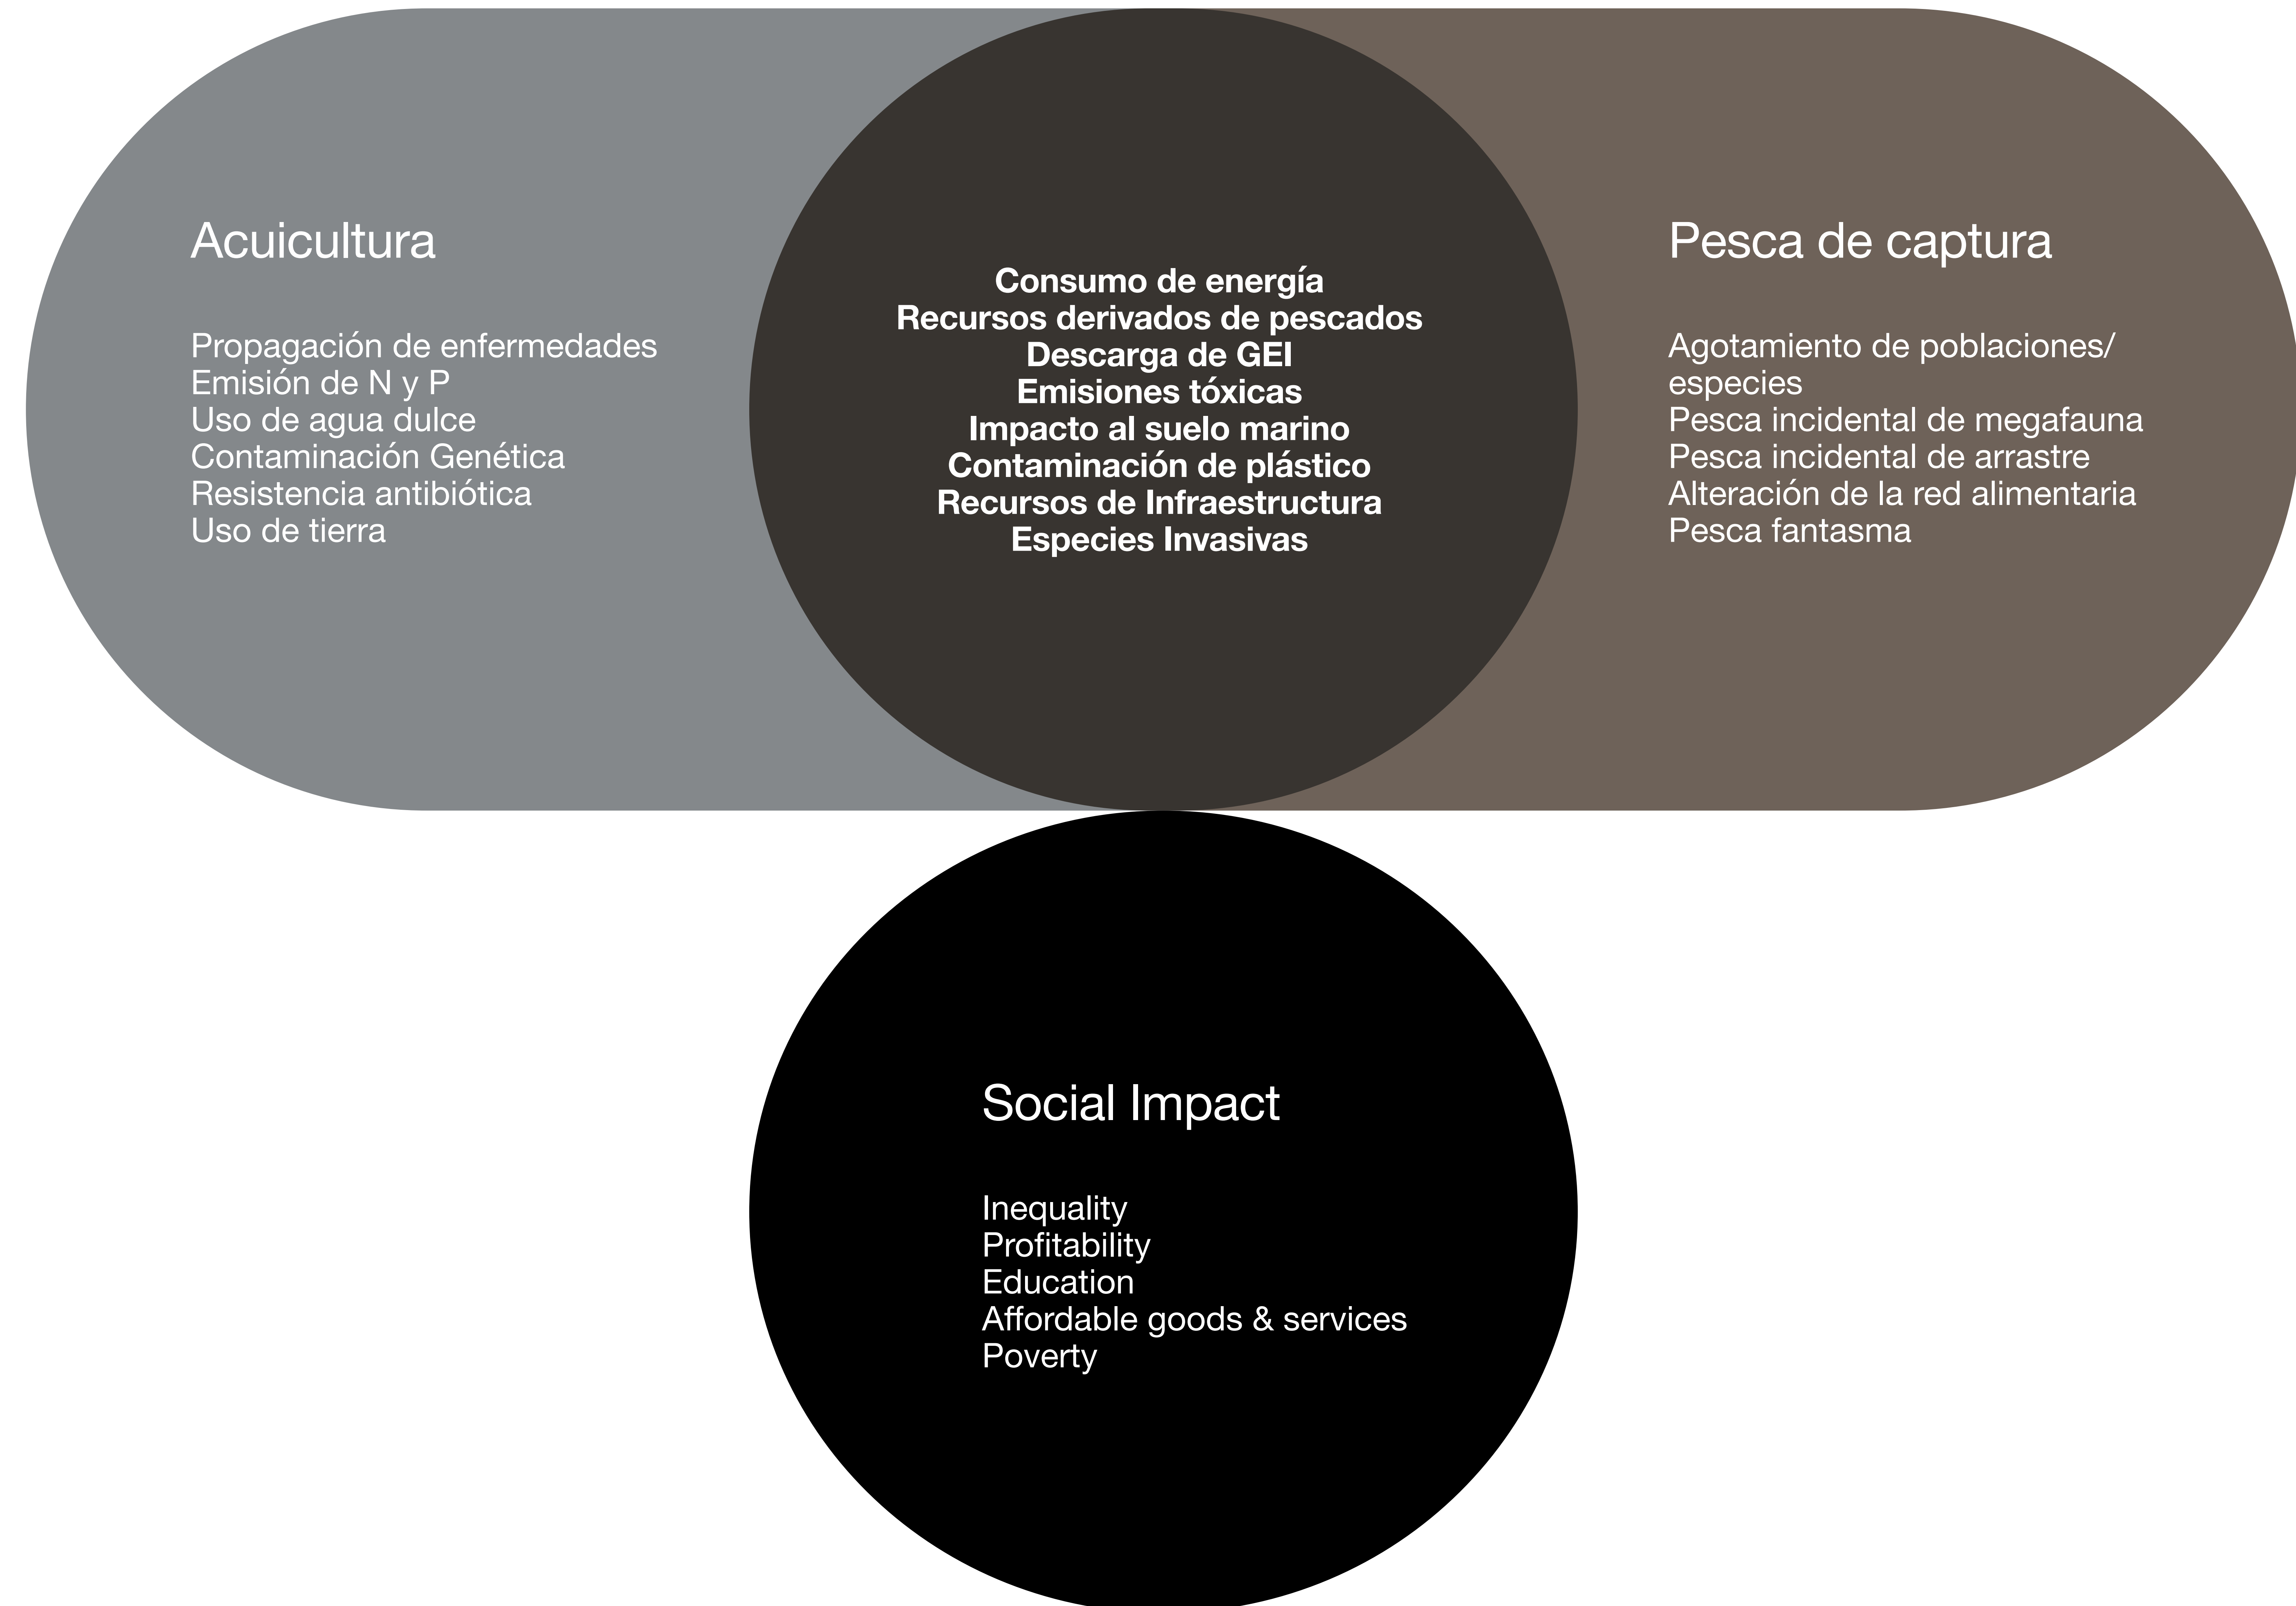 Acuicultura
Propagación de enfermedades
Emisión de N y P
Uso de agua dulce
Contaminación Genética
Resistencia antibiótica
Uso de tierra
Consumo de energía
Recursos derivados de pescados
Descarga de GEI
Emisiones tóxicas
Impacto al suelo marino
Contaminación de plástico
Recursos de Infraestructura
Especies Invasivas
Pesca de captura
Agotamiento de poblaciones/
especies
Pesca incidental de megafauna
Pesca incidental de arrastre
Alteración de la red alimentaria
Pesca fantasma
Social Impact
Inequality
Profitability
Education
Affordable goods & services
Poverty